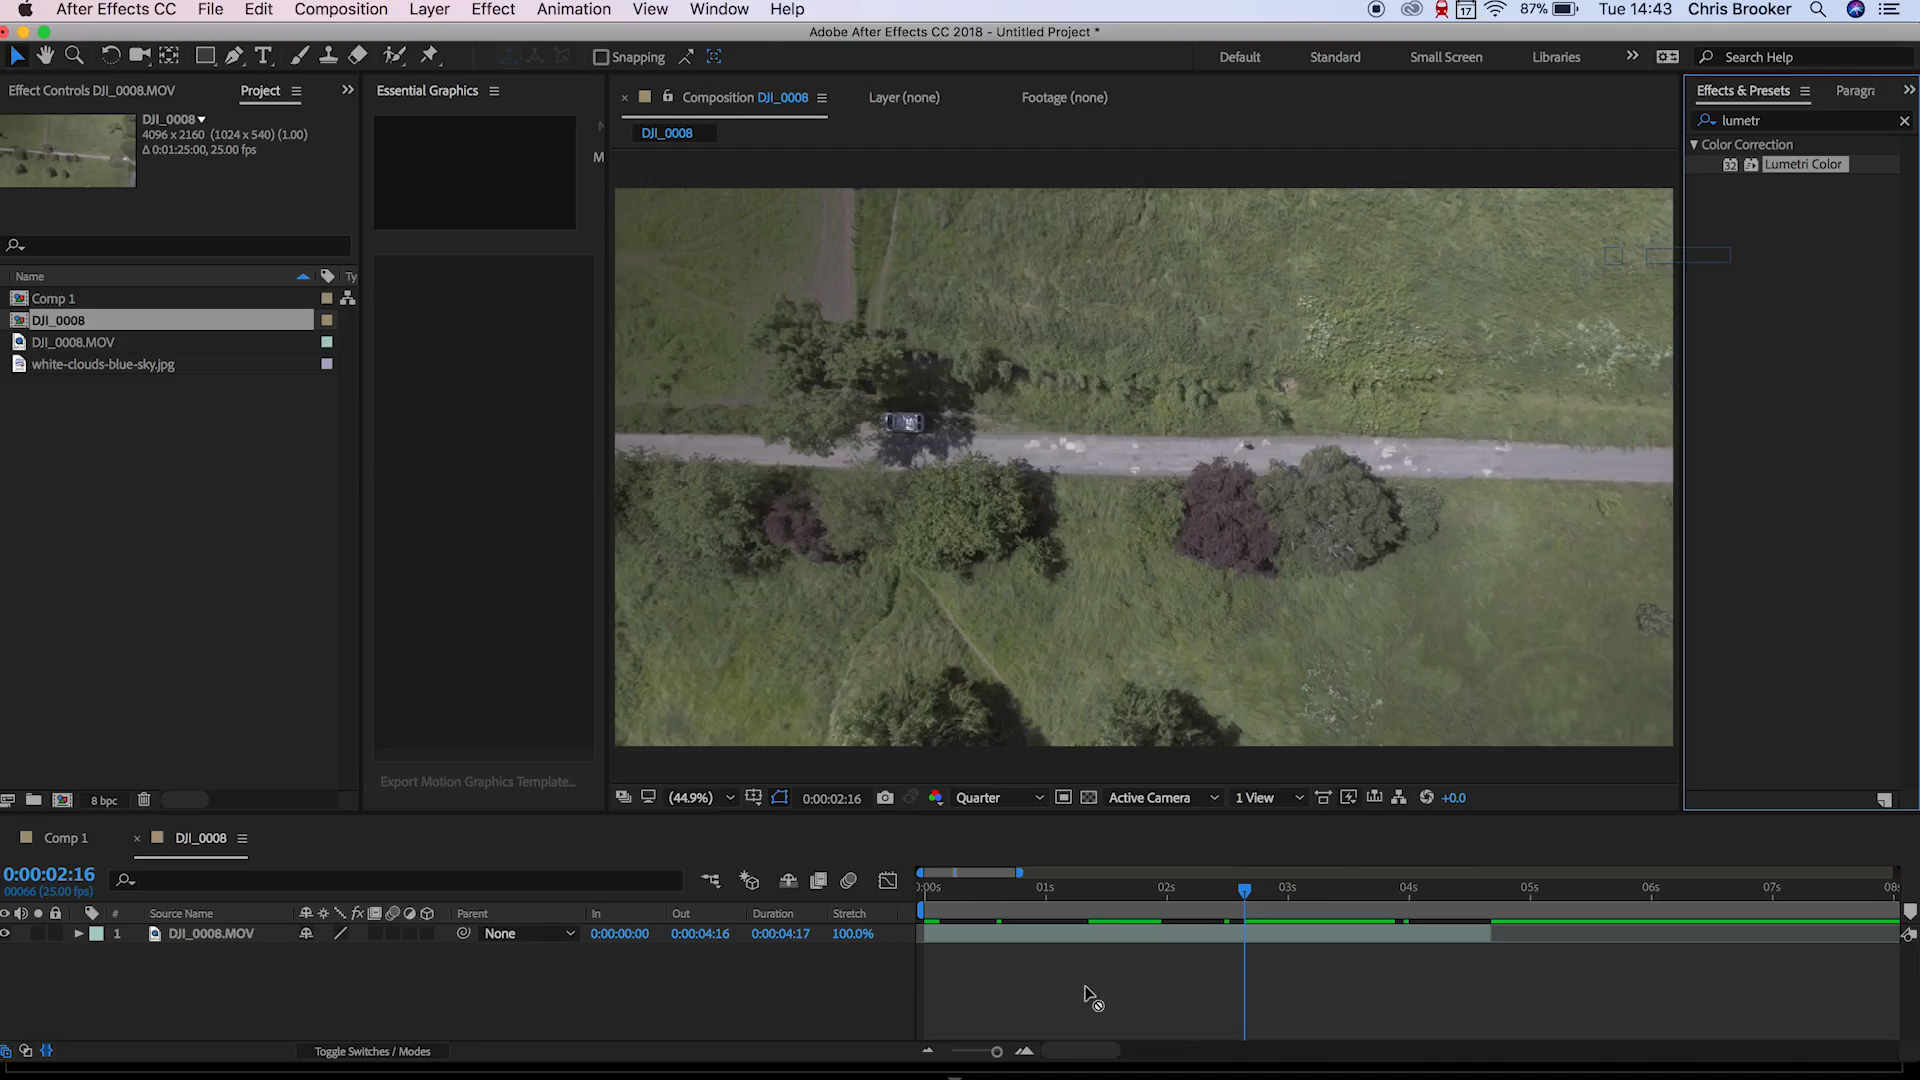 After Effects CC File Edit Composition Layer Effect Animation View Window Help 17 87% Tue 14:43 Chris Brooker
Adobe After Effects CC 2018 - Untitled Project *
Snapping Default Standard Small Screen Libraries Search Help
Effect Controls DJI_0008.MOV Project
DJI_0008
4096 x 2160 (1024 x 540) (1.00)
Δ 0:01:25:00, 25.00 fps
Name Ty
Comp 1
DJI_0008
DJI_0008.MOV
white-clouds-blue-sky.jpg
8 bpc
Essential Graphics
M
Export Motion Graphics Template...
Composition DJI_0008 Layer (none) Footage (none)
DJI_0008
(44.9%) 0:00:02:16 Quarter Active Camera 1 View +0.0
Effects & Presets Paragr
lumetr
Color Correction
32 Lumetri Color
Comp 1 DJI_0008
0:00:02:16
00066 (25.00 fps)
# Source Name Parent In Out Duration Stretch
1 DJI_0008.MOV None 0:00:00:00 0:00:04:16 0:00:04:17 100.0%
):00s 01s 02s 03s 04s 05s 06s 07s 08s
Toggle Switches / Modes